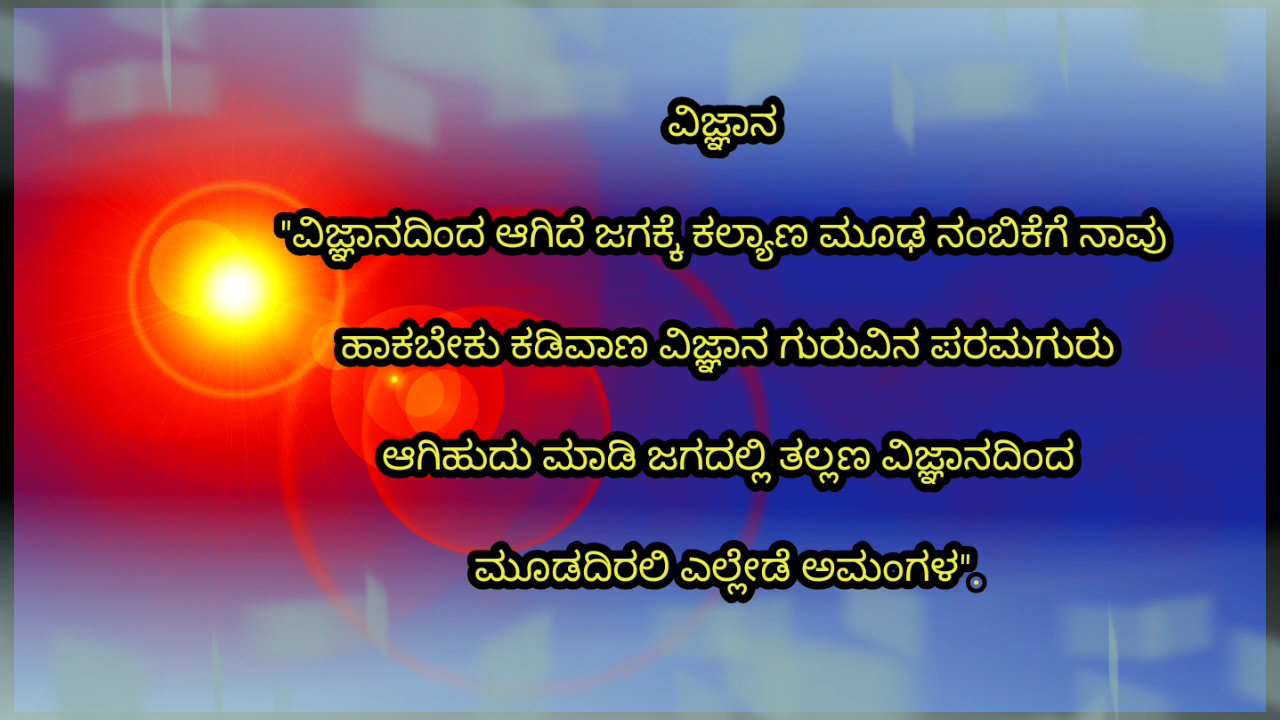 ವಿಜ್ಞಾನ
"ವಿಜ್ಞಾನದಿಂದ ಆಗಿದೆ ಜಗಕ್ಕೆ ಕಲ್ಯಾಣ ಮೂಢ ನಂಬಿಕೆಗೆ ನಾವು
ಹಾಕಬೇಕು ಕಡಿವಾಣ ವಿಜ್ಞಾನ ಗುರುವಿನ ಪರಮಗುರು
ಆಗಿಹುದು ಮಾಡಿ ಜಗದಲ್ಲಿ ತಲ್ಲಣ ವಿಜ್ಞಾನದಿಂದ
ಮೂಡದಿರಲಿ ಎಲ್ಲೇಡೆ ಅಮಂಗಳ".